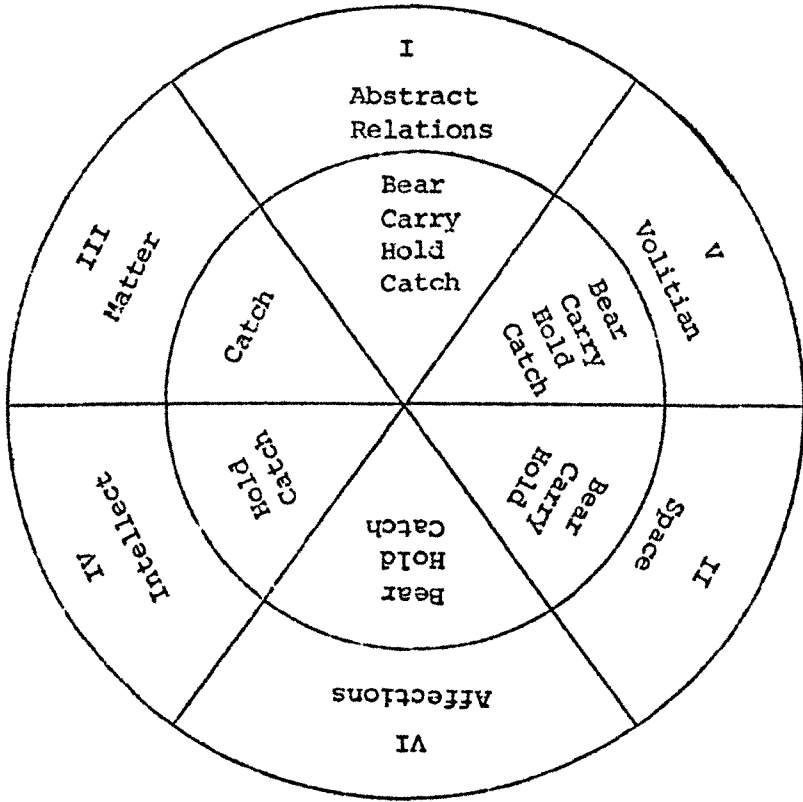 I
Abstract
Relations
Bear
Carry
Hold
Catch
V
Volitian
Bear
Carry
Hold
Catch
II
Space
Bear
Carry
Hold
VI
Affections
Bear
Hold
Catch
IV
Intellect
Hold
Catch
III
Matter
Catch